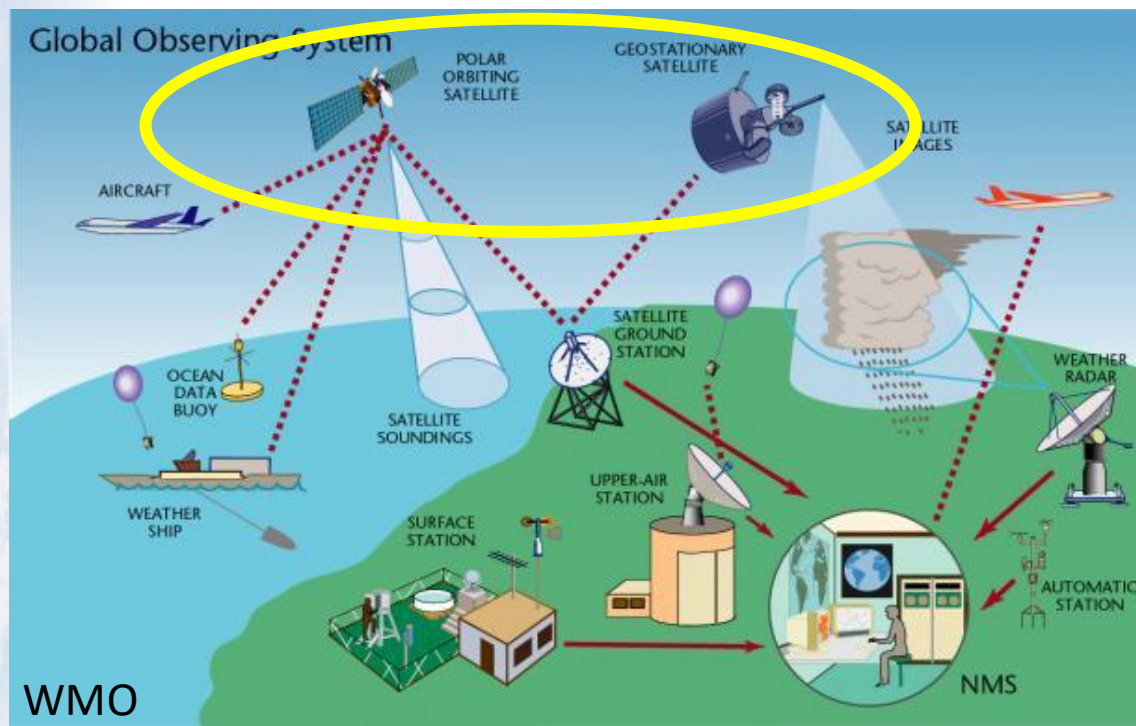 Global Observing System
POLAR
ORBITING
SATELLITE
GEOSTATIONARY
SATELLITE
SATELLITE
IMAGES
AIRCRAFT
SATELLITE
GROUND
STATION
WEATHER
RADAR
OCEAN
DATA
BUOY
SATELLITE
SOUNDINGS
UPPER-AIR
STATION
WEATHER
SHIP
SURFACE
STATION
AUTOMATIC
STATION
NMS
WMO